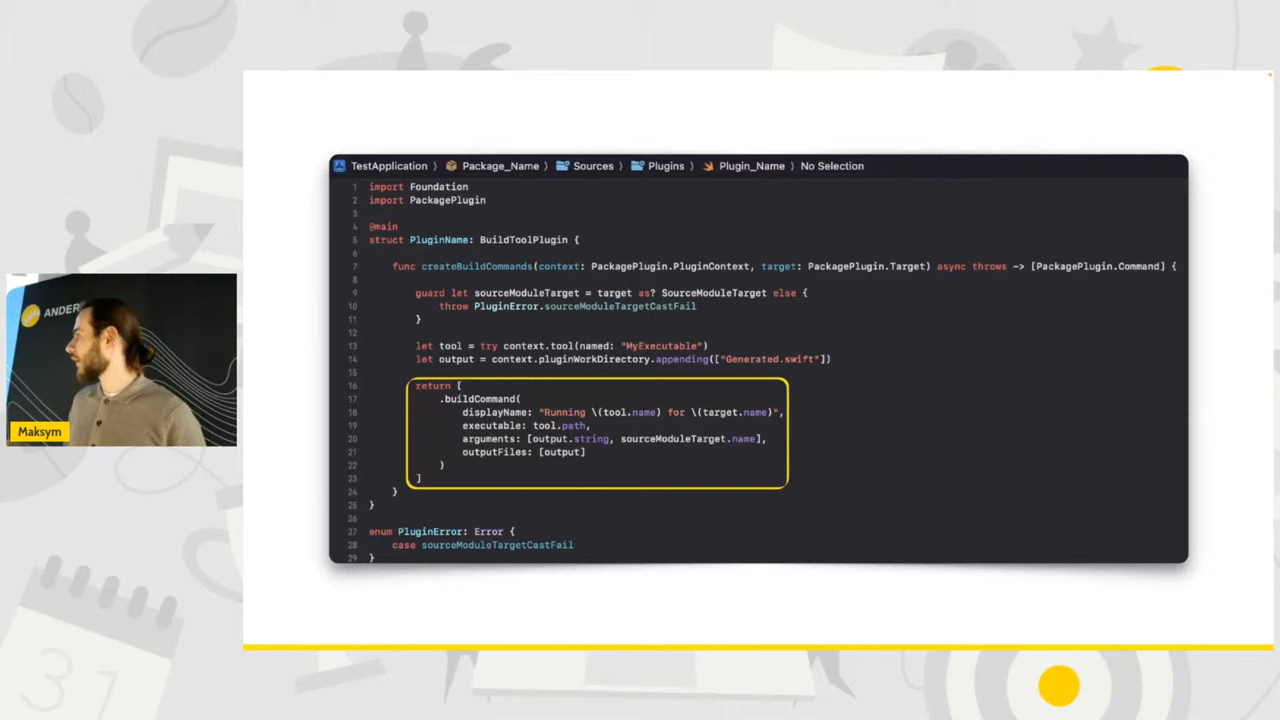 TestApplication 〉 Package_Name 〉 Sources 〉 Plugins 〉 Plugin_Name 〉 No Selection
1 import Foundation
2 import PackagePlugin
3
4 @main
5 struct PluginName: BuildToolPlugin {
6
7 func createBuildCommands(context: PackagePlugin.PluginContext, target: PackagePlugin.Target) async throws -> [PackagePlugin.Command] {
8
9 guard let sourceModuleTarget = target as? SourceModuleTarget else {
10 throw PluginError.sourceModuleTargetCastFail
11 }
12
13 let tool = try context.tool(named: "MyExecutable")
14 let output = context.pluginWorkDirectory.appending(["Generated.swift"])
15
16 return [
17 .buildCommand(
18 displayName: "Running \(tool.name) for \(target.name)",
19 executable: tool.path,
20 arguments: [output.string, sourceModuleTarget.name],
21 outputFiles: [output]
22 )
23 ]
24 }
25 }
26
27 enum PluginError: Error {
28 case sourceModuleTargetCastFail
29 }
ANDER
Maksym
31